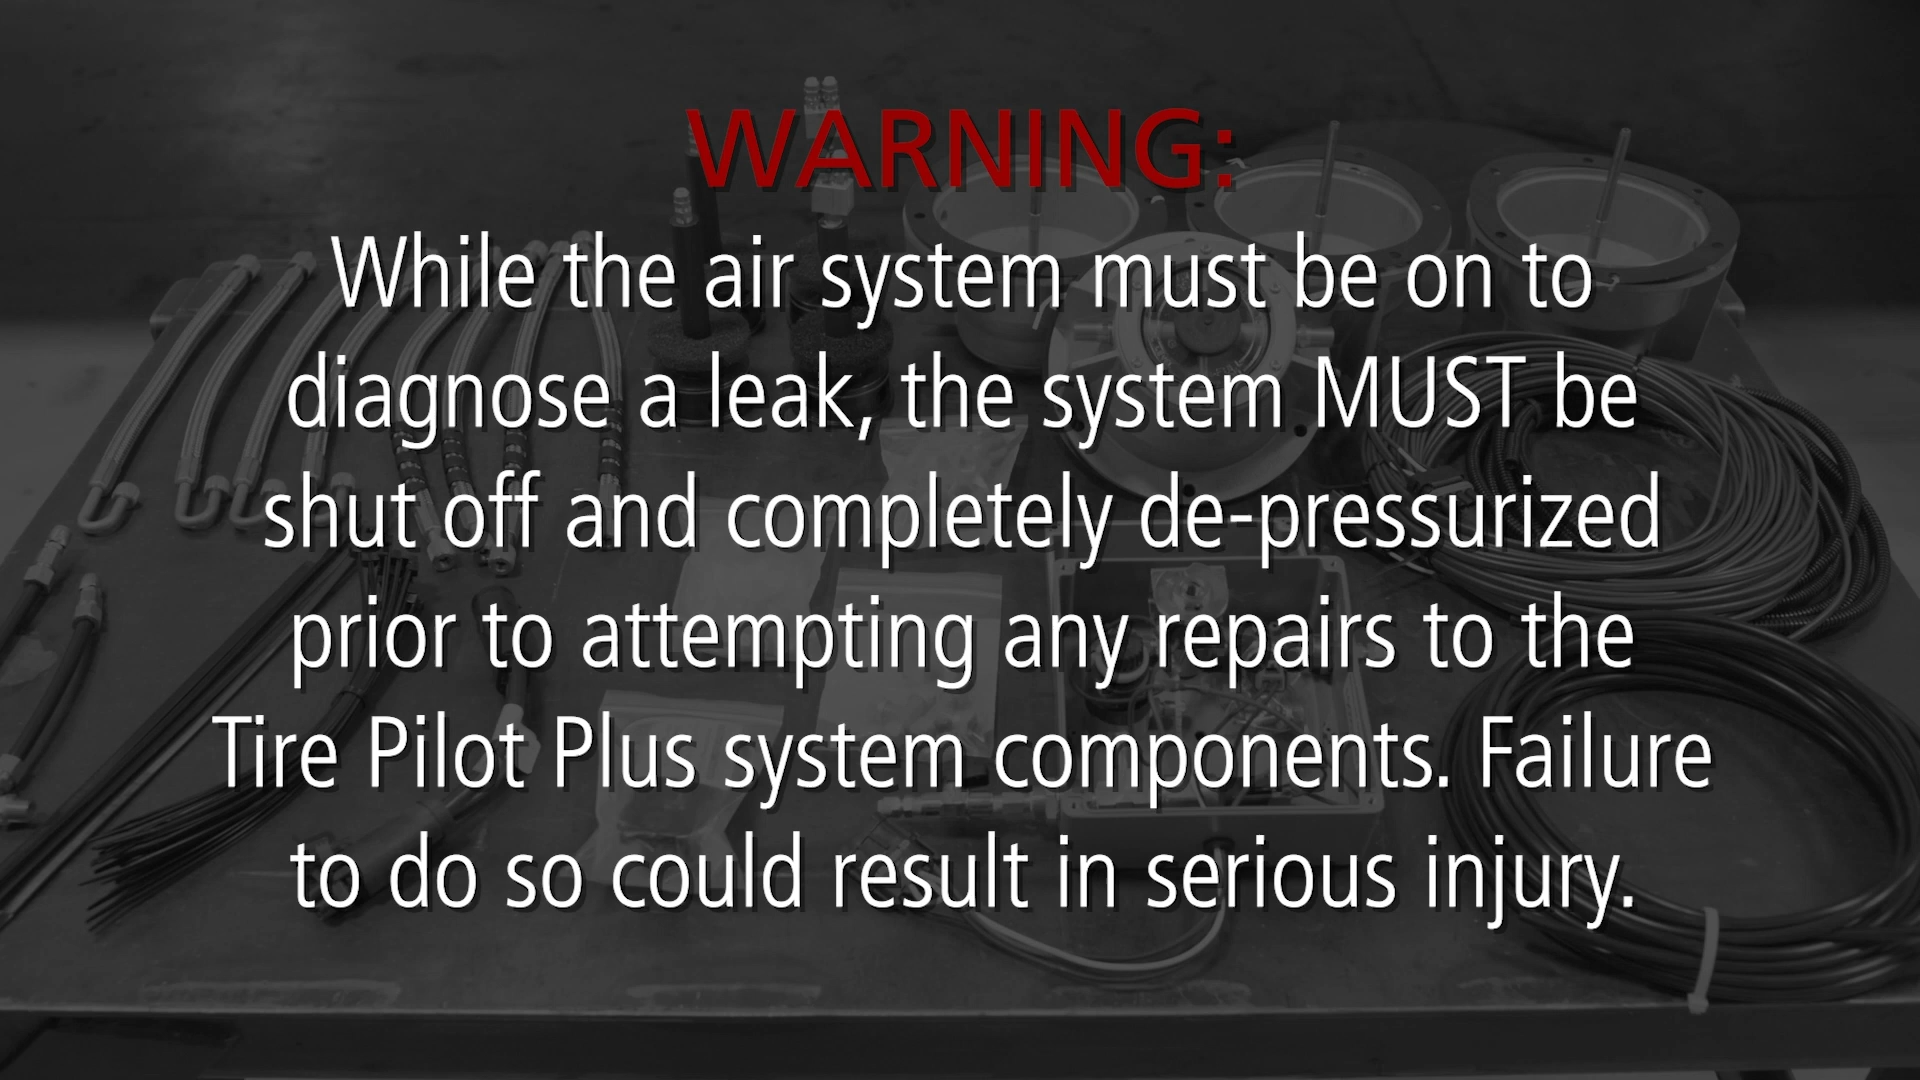 WARNING:
While the air system must be on to
diagnose a leak, the system MUST be
shut off and completely de-pressurized
prior to attempting any repairs to the
Tire Pilot Plus system components. Failure
to do so could result in serious injury.